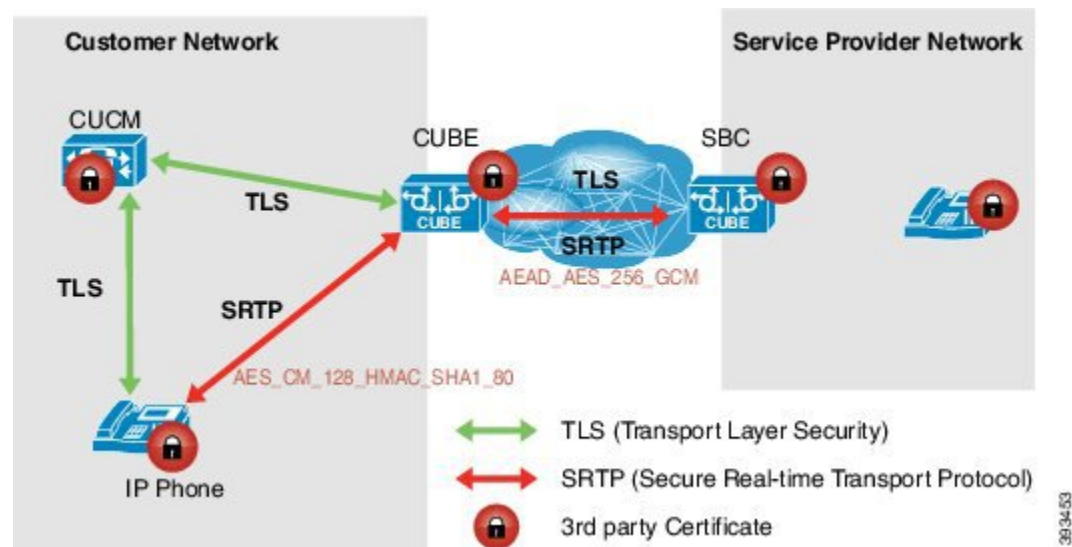 Customer Network
Service Provider Network
CUCM
CUBE
SBC
TLS
TLS
CUBE
CUBE
SRTP
AEAD_AES_256_GCM
TLS
SRTP
AES_CM_128_HMAC_SHA1_80
IP Phone
TLS (Transport Layer Security)
SRTP (Secure Real-time Transport Protocol)
3rd party Certificate
393453